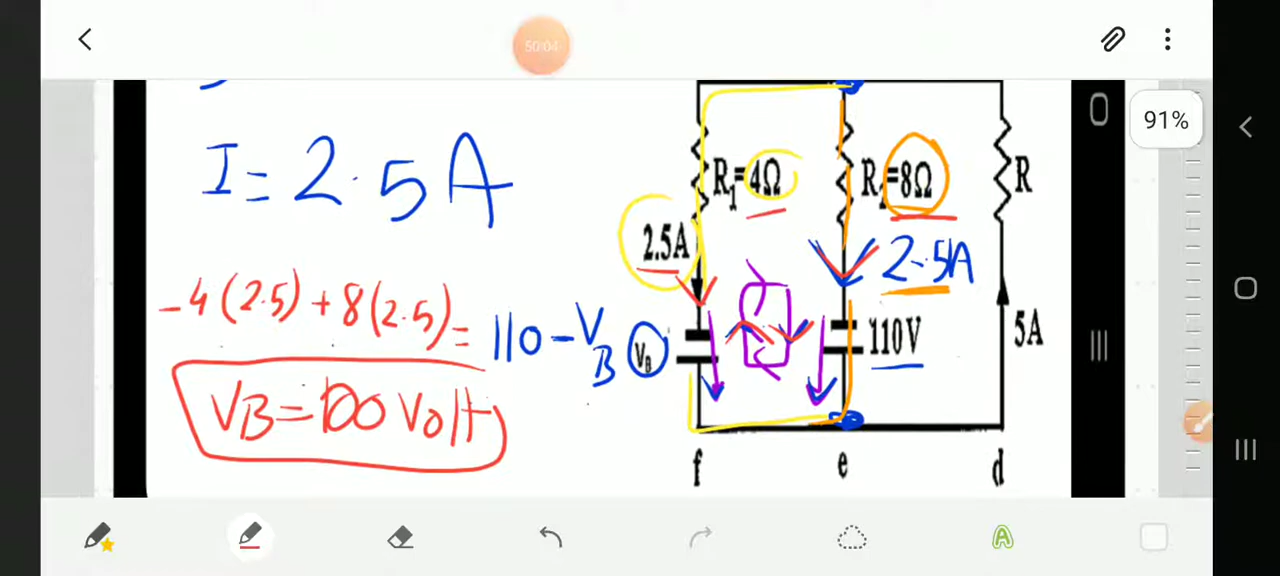 50:04
91%
I = 2.5A
R₁=4Ω
R =8Ω
R
2.5A
2.5A
-4(2.5) + 8(2.5) = 110 - VB
VB
110V
5A
VB = 100 Volt
f e d
A